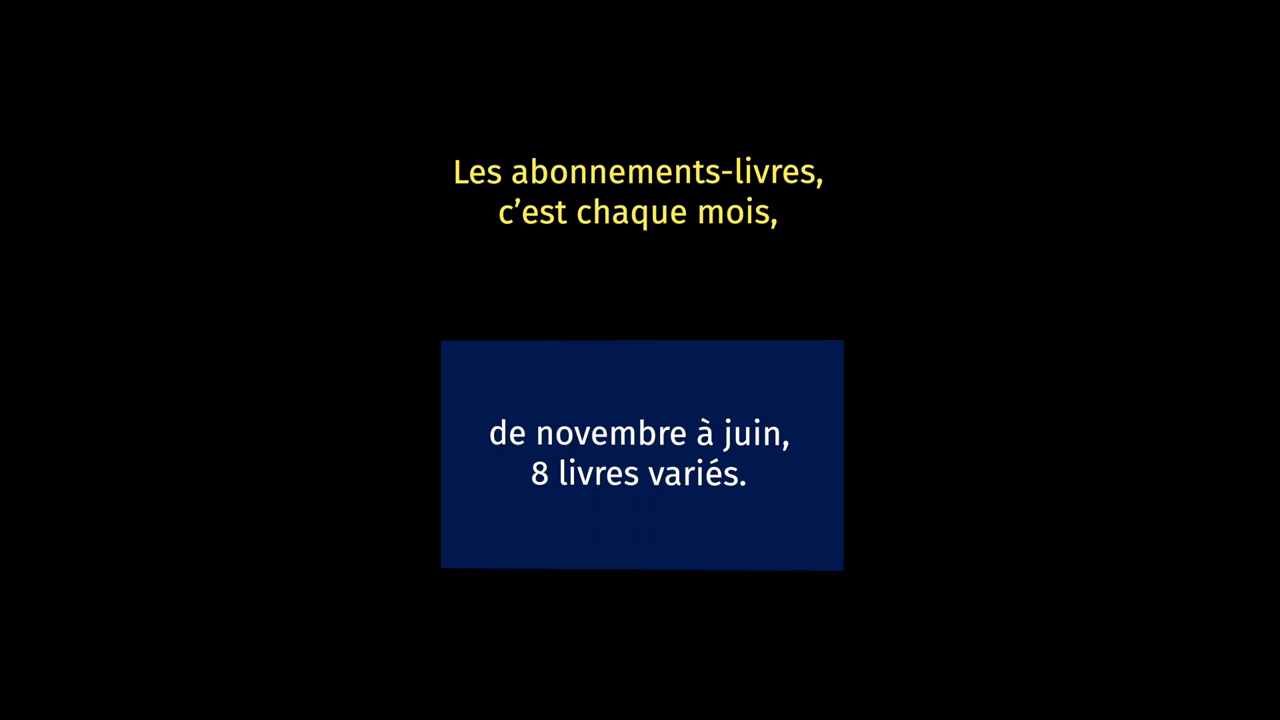 Les abonnements-livres,
c’est chaque mois,
de novembre à juin,
8 livres variés.